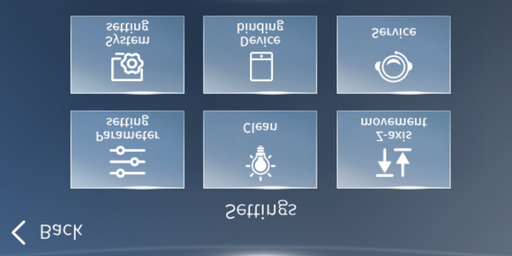 Back
Settings
Parameter
setting
Clean
Z-axis
movement
System
setting
Device
binding
Service